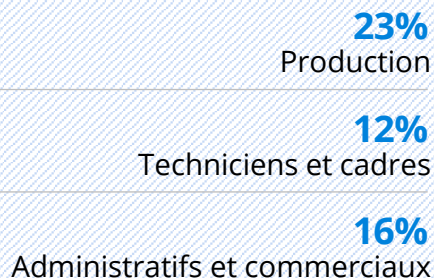 23%
Production
12%
Techniciens et cadres
16%
Administratifs et commerciaux